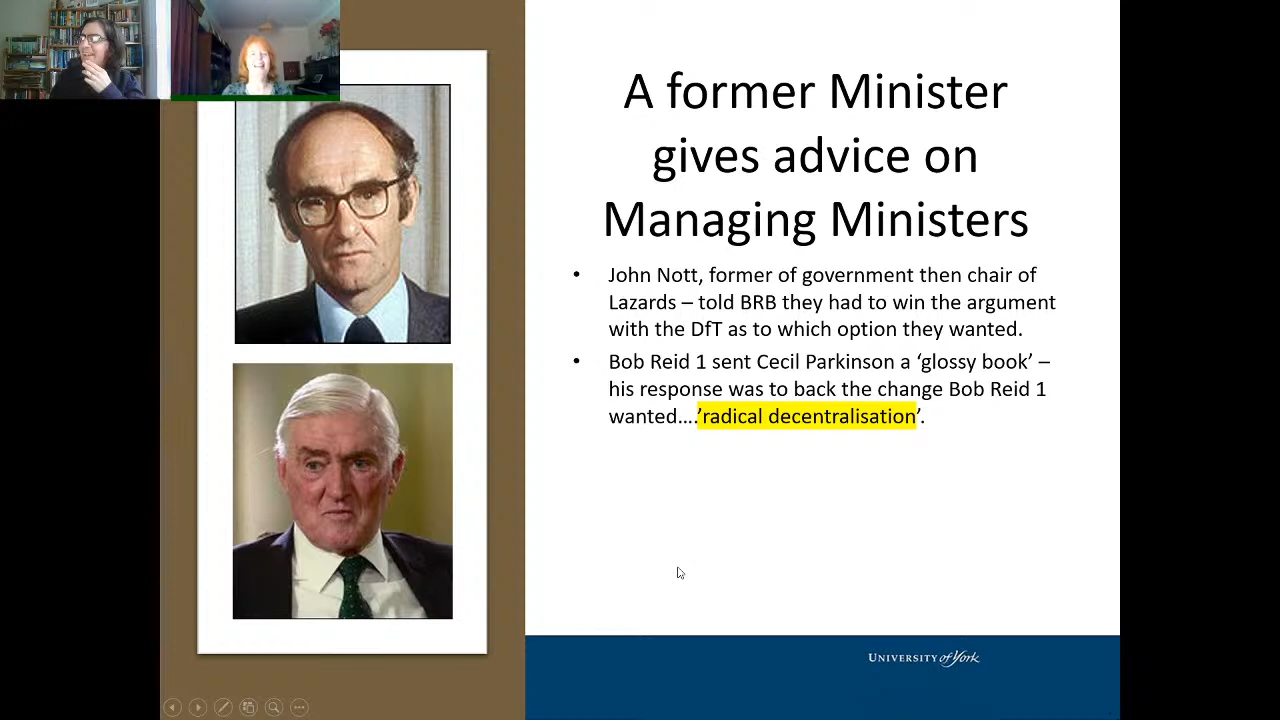 A former Minister
gives advice on
Managing Ministers
• John Nott, former of government then chair of
Lazards – told BRB they had to win the argument
with the DfT as to which option they wanted.
• Bob Reid 1 sent Cecil Parkinson a ‘glossy book’ –
his response was to back the change Bob Reid 1
wanted….’radical decentralisation’.
UNIVERSITY of York